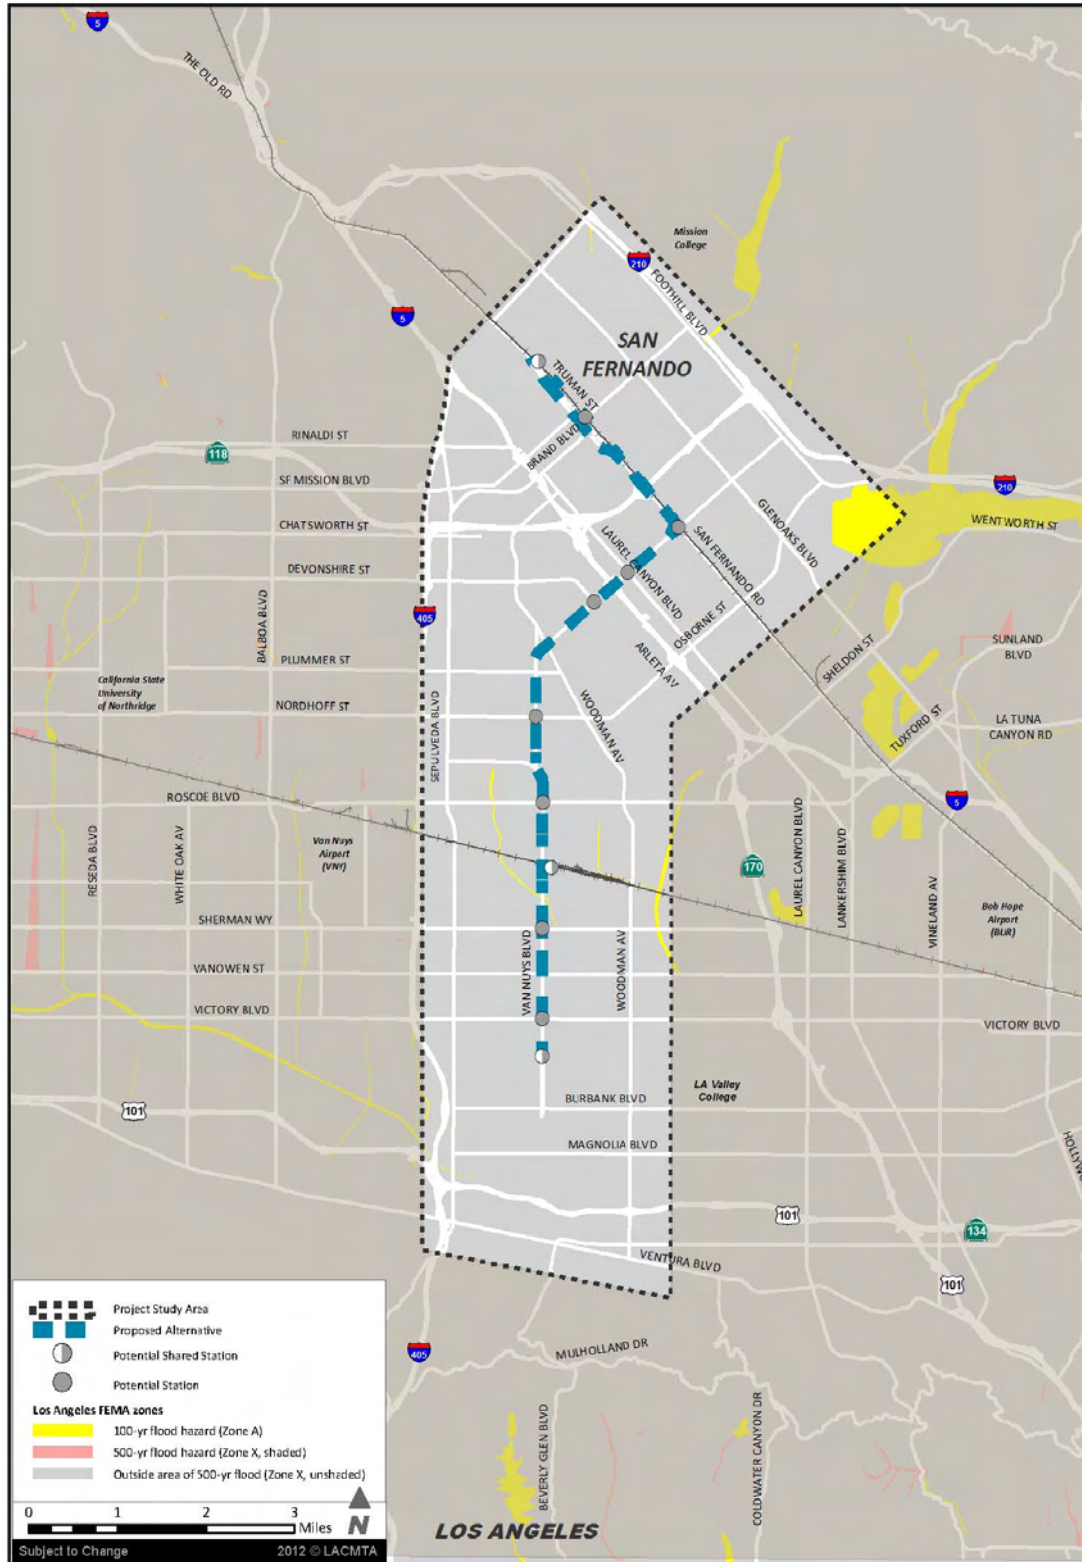 5
THE OLD RD
Mission
College
210
FOOTHILL BLVD
5
SAN
FERNANDO
TRUMAN ST
RINALDI ST
118
BRAND BLVD
SF MISSION BLVD
210
GLENOAKS BLVD
WENTWORTH ST
CHATSWORTH ST
SAN FERNANDO RD
LAUREL CANYON BLVD
DEVONSHIRE ST
405
BALBOA BLVD
OSBORNE ST
SHELDON ST
SUNLAND
BLVD
PLUMMER ST
ARLETA AV
California State
University
of Northridge
NORDHOFF ST
SEPULVEDA BLVD
WOODMAN AV
TUXFORD ST
LA TUNA
CANYON RD
ROSCOE BLVD
5
RESEDA BLVD
WHITE OAK AV
Van Nuys
Airport
(VNY)
170
LAUREL CANYON BLVD
LANKERSHIM BLVD
VINELAND AV
Bob Hope
Airport
(BUR)
SHERMAN WY
VAN NUYS BLVD
WOODMAN AV
VANOWEN ST
VICTORY BLVD
VICTORY BLVD
LA Valley
College
101
BURBANK BLVD
MAGNOLIA BLVD
HOLLYW
101
134
VENTURA BLVD
101
405
MULHOLLAND DR
BEVERLY GLEN BLVD
COLDWATER CANYON DR
Project Study Area
Proposed Alternative
Potential Shared Station
Potential Station
Los Angeles FEMA zones
100-yr flood hazard (Zone A)
500-yr flood hazard (Zone X, shaded)
Outside area of 500-yr flood (Zone X, unshaded)
0 1 2 3
Miles N
LOS ANGELES
Subject to Change 2012 © LACMTA